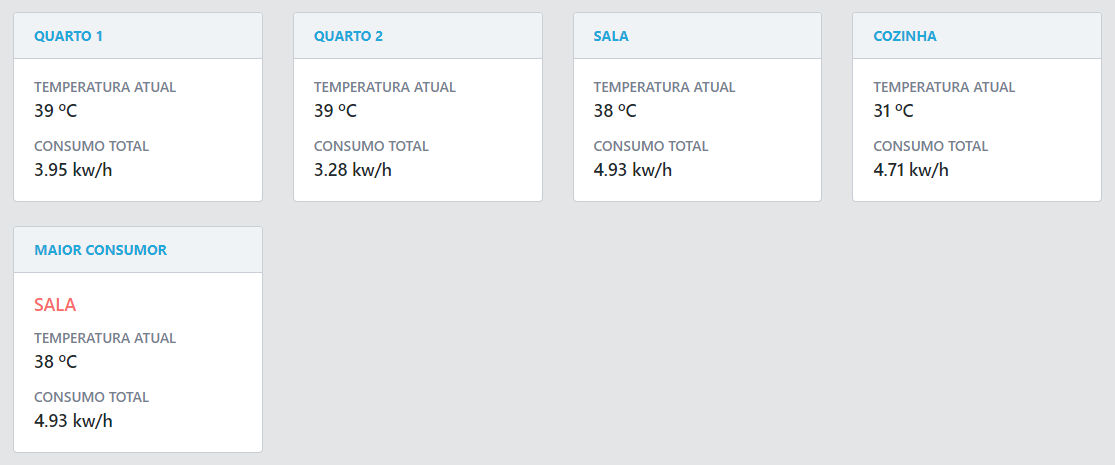 QUARTO 1
TEMPERATURA ATUAL
39 ºC
CONSUMO TOTAL
3.95 kw/h
QUARTO 2
TEMPERATURA ATUAL
39 ºC
CONSUMO TOTAL
3.28 kw/h
SALA
TEMPERATURA ATUAL
38 ºC
CONSUMO TOTAL
4.93 kw/h
COZINHA
TEMPERATURA ATUAL
31 ºC
CONSUMO TOTAL
4.71 kw/h
MAIOR CONSUMOR
SALA
TEMPERATURA ATUAL
38 ºC
CONSUMO TOTAL
4.93 kw/h